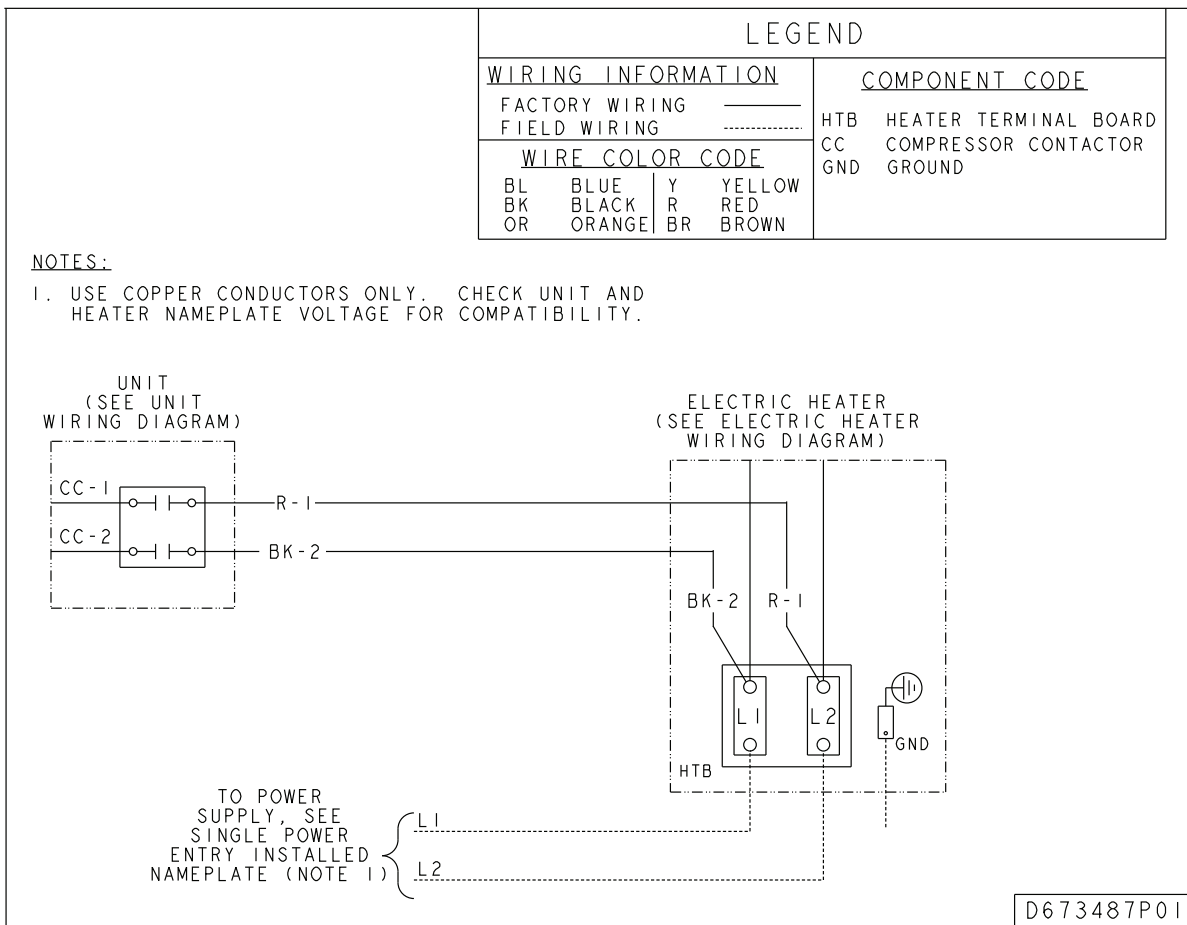 LEGEND
WIRING INFORMATION
FACTORY WIRING
FIELD WIRING
WIRE COLOR CODE
BL BLUE Y YELLOW
BK BLACK R RED
OR ORANGE BR BROWN
COMPONENT CODE
HTB HEATER TERMINAL BOARD
CC COMPRESSOR CONTACTOR
GND GROUND
NOTES:
1. USE COPPER CONDUCTORS ONLY. CHECK UNIT AND
HEATER NAMEPLATE VOLTAGE FOR COMPATIBILITY.
UNIT
(SEE UNIT
WIRING DIAGRAM)
CC-1
CC-2
R-1
BK-2
ELECTRIC HEATER
(SEE ELECTRIC HEATER
WIRING DIAGRAM)
BK-2 R-1
L1 L2
GND
HTB
TO POWER
SUPPLY, SEE
SINGLE POWER
ENTRY INSTALLED
NAMEPLATE (NOTE 1)
L1
L2
D673487P01